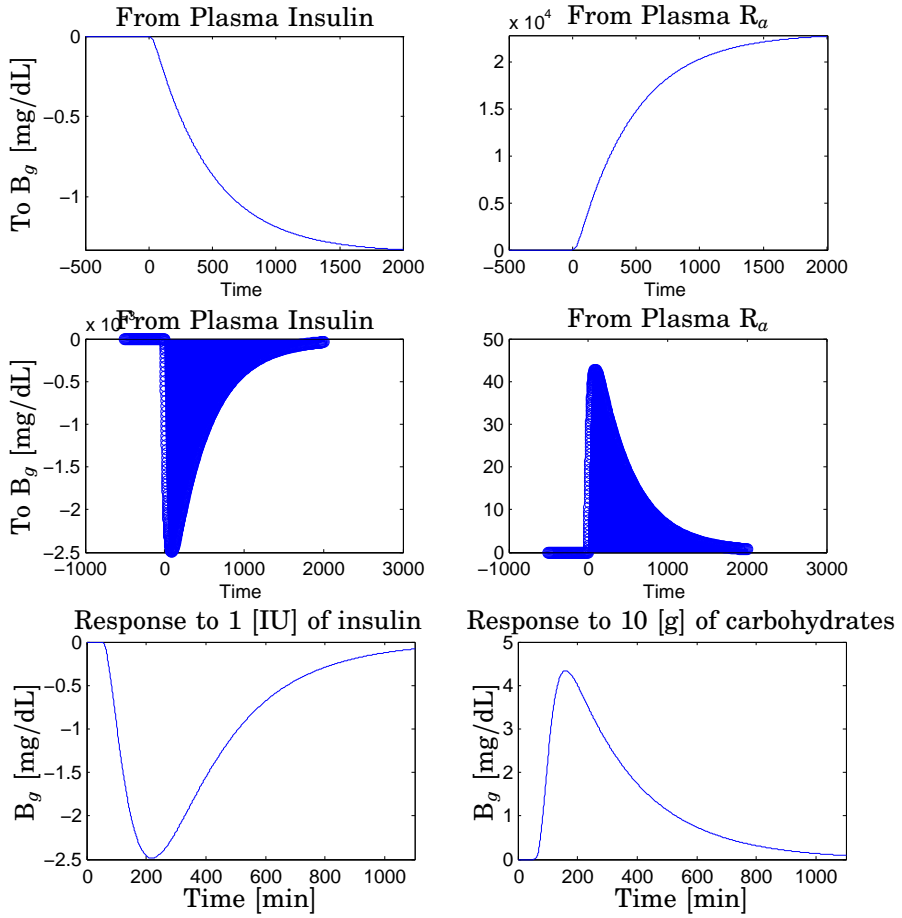 From Plasma Insulin
0
−0.5
−1
To B_g [mg/dL]
−500 0 500 1000 1500 2000
Time
From Plasma R_a
x 10^4
2
1.5
1
0.5
0
−500 0 500 1000 1500 2000
Time
From Plasma Insulin
x 10^−3
0
−0.5
−1
−1.5
−2
−2.5
To B_g [mg/dL]
−1000 0 1000 2000 3000
Time
From Plasma R_a
50
40
30
20
10
0
−1000 0 1000 2000 3000
Time
Response to 1 [IU] of insulin
0
−0.5
−1
−1.5
−2
−2.5
B_g [mg/dL]
0 200 400 600 800 1000
Time [min]
Response to 10 [g] of carbohydrates
5
4
3
2
1
0
B_g [mg/dL]
0 200 400 600 800 1000
Time [min]